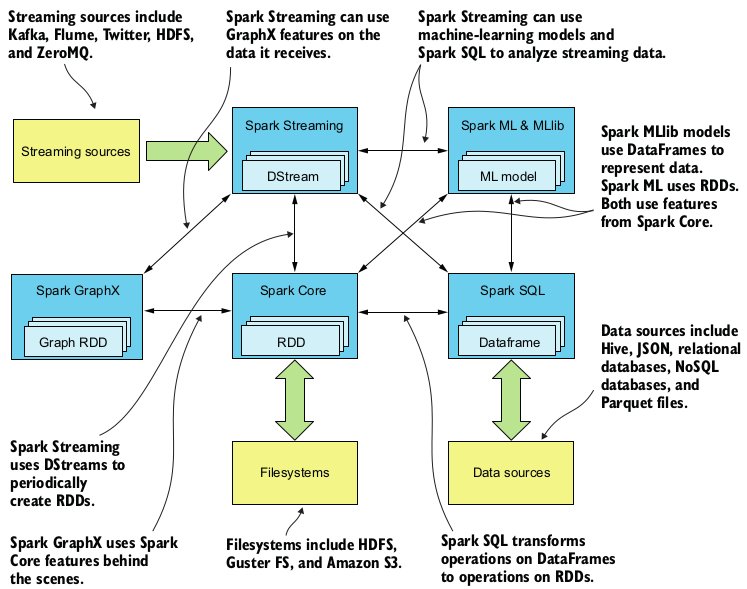 Streaming sources include
Kafka, Flume, Twitter, HDFS,
and ZeroMQ.
Spark Streaming can use
GraphX features on the
data it receives.
Spark Streaming can use
machine-learning models and
Spark SQL to analyze streaming data.
Streaming sources
Spark Streaming
DStream
Spark ML & MLlib
ML model
Spark MLlib models
use DataFrames to
represent data.
Spark ML uses RDDs.
Both use features
from Spark Core.
Spark GraphX
Graph RDD
Spark Core
RDD
Spark SQL
Dataframe
Data sources include
Hive, JSON, relational
databases, NoSQL
databases, and
Parquet files.
Spark Streaming
uses DStreams to
periodically
create RDDs.
Filesystems
Data sources
Spark GraphX uses Spark
Core features behind
the scenes.
Filesystems include HDFS,
Guster FS, and Amazon S3.
Spark SQL transforms
operations on DataFrames
to operations on RDDs.